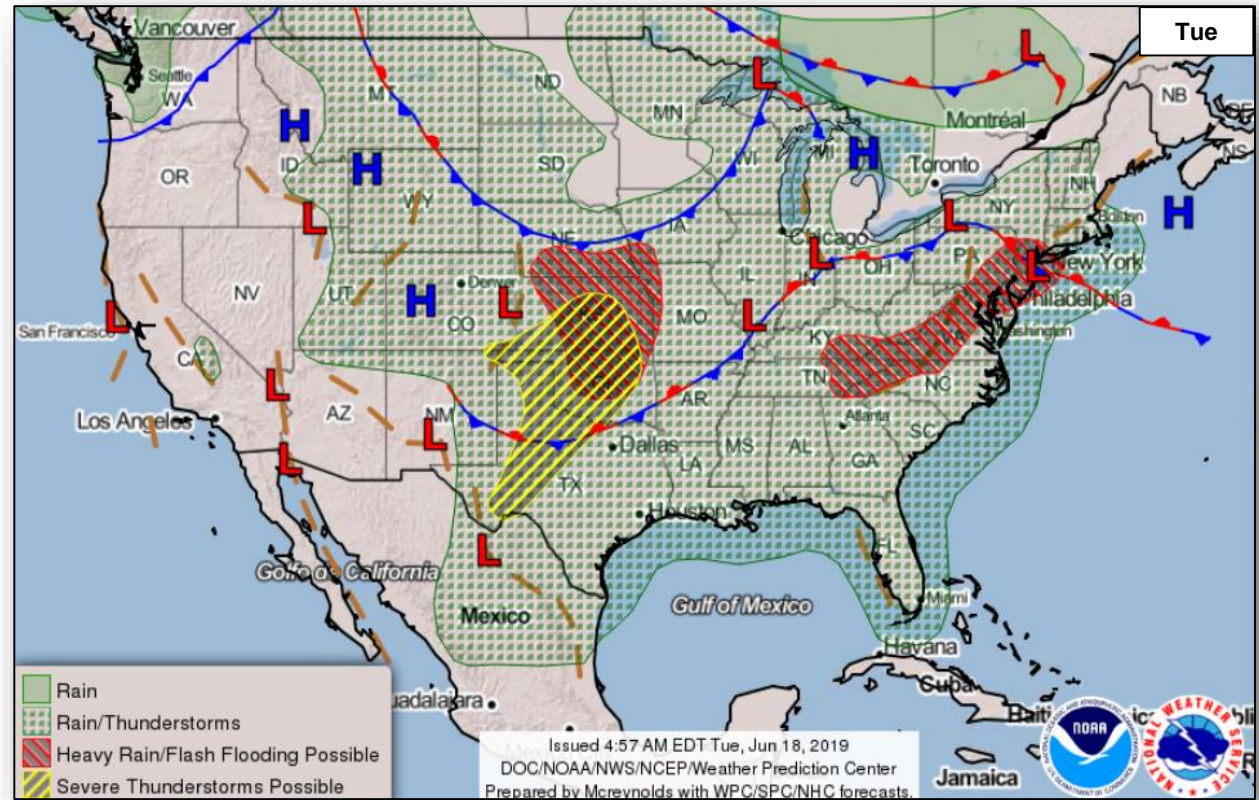 Tue
Vancouver
Seattle
WA
MT
ND
MN
Montréal
NB
NS
OR
ID
SD
WI
MI
Toronto
NH
WY
NY
Boston
NE
IA
Chicago
PA
New York
NV
UT
Denver
CO
IL
IN
OH
Philadelphia
San Francisco
MO
KY
Washington
CA
TN
NC
Los Angeles
AZ
NM
AR
Atlanta
SC
Dallas
MS
AL
GA
LA
TX
Houston
FL
Golfo de California
Mexico
Gulf of Mexico
Miami
Havana
Cuba
Haiti
Jamaica
H
H
H
H
H
L
L
L
L
L
L
L
L
L
L
L
L
L
L
Rain
Rain/Thunderstorms
Heavy Rain/Flash Flooding Possible
Severe Thunderstorms Possible
Issued 4:57 AM EDT Tue, Jun 18, 2019
DOC/NOAA/NWS/NCEP/Weather Prediction Center
Prepared by Mcreynolds with WPC/SPC/NHC forecasts.
NOAA
NATIONAL WEATHER SERVICE